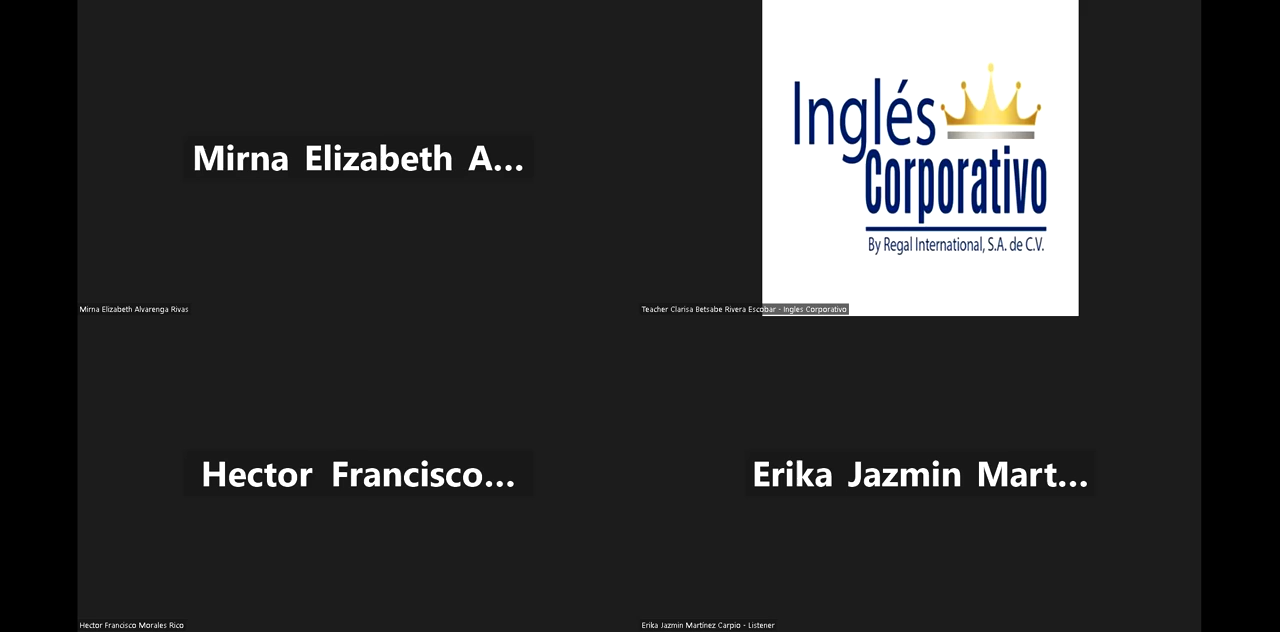 Mirna Elizabeth A...
Mirna Elizabeth Alvarenga Rivas
Inglés
Corporativo
By Regal International, S.A. de C.V.
Teacher Clarisa Betsabe Rivera Escobar - Ingles Corporativo
Hector Francisco...
Hector Francisco Morales Rico
Erika Jazmin Mart...
Erika Jazmin Martínez Carpio - Listener